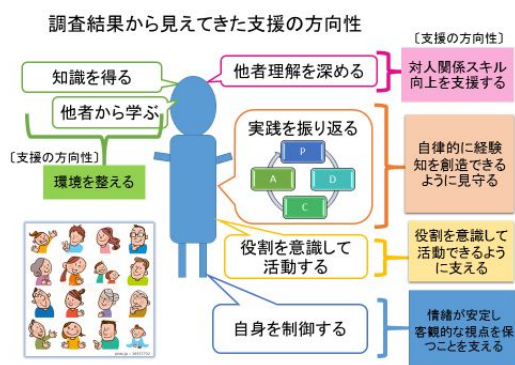 調査結果から見えてきた支援の方向性
〔支援の方向性〕
知識を得る
他者理解を深める
対人関係スキル
向上を支援する
他者から学ぶ
〔支援の方向性〕
環境を整える
実践を振り返る
P
A
D
C
自律的に経験
知を創造できる
ように見守る
役割を意識して
活動する
役割を意識して
活動できるよう
に支える
自身を制御する
情緒が安定し
客観的な視点を保
つことを支える